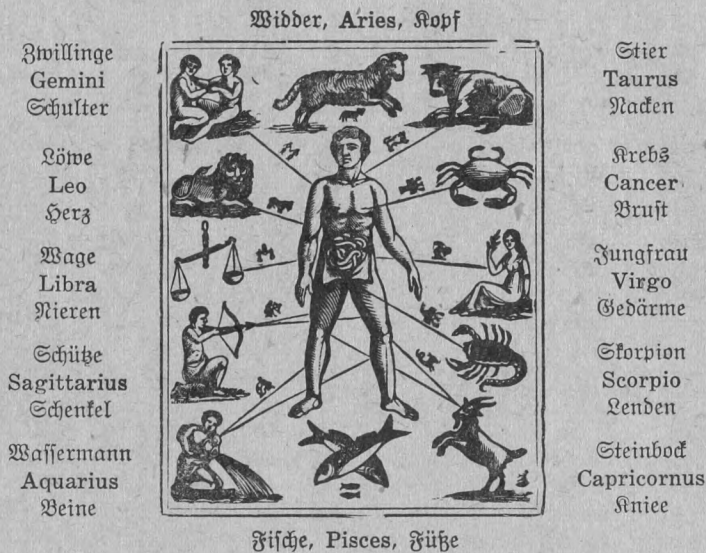 Widder, Aries, Kopf
Zwillinge
Gemini
Schulter
Löwe
Leo
Herz
Wage
Libra
Nieren
Schütze
Sagittarius
Schenkel
Wassermann
Aquarius
Beine
Stier
Taurus
Nacken
Krebs
Cancer
Brust
Jungfrau
Virgo
Gedärme
Skorpion
Scorpio
Lenden
Steinbock
Capricornus
Kniee
Fische, Pisces, Füße